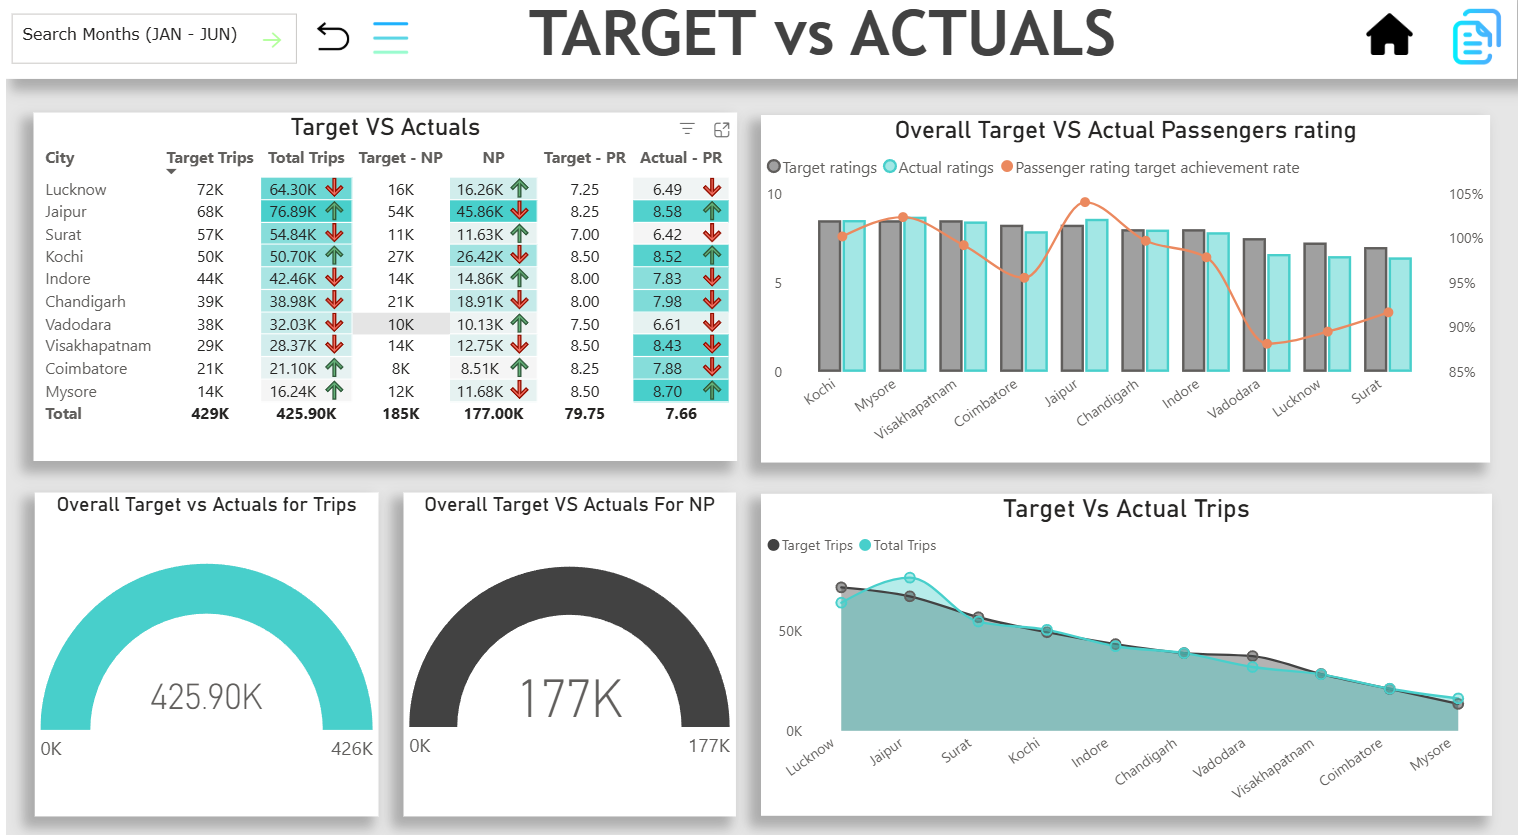 Search Months (JAN - JUN)
TARGET vs ACTUALS
Target VS Actuals
City Target Trips Total Trips Target - NP NP Target - PR Actual - PR
Lucknow 72K 64.30K 16K 16.26K 7.25 6.49
Jaipur 68K 76.89K 54K 45.86K 8.25 8.58
Surat 57K 54.84K 11K 11.63K 7.00 6.42
Kochi 50K 50.70K 27K 26.42K 8.50 8.52
Indore 44K 42.46K 14K 14.86K 8.00 7.83
Chandigarh 39K 38.98K 21K 18.91K 8.00 7.98
Vadodara 38K 32.03K 10K 10.13K 7.50 6.61
Visakhapatnam 29K 28.37K 14K 12.75K 8.50 8.43
Coimbatore 21K 21.10K 8K 8.51K 8.25 7.88
Mysore 14K 16.24K 12K 11.68K 8.50 8.70
Total 429K 425.90K 185K 177.00K 79.75 7.66
Overall Target VS Actual Passengers rating
Target ratings Actual ratings Passenger rating target achievement rate
10 105%
100%
5 95%
90%
0 85%
Kochi Mysore Visakhapatnam Coimbatore Jaipur Chandigarh Indore Vadodara Lucknow Surat
Overall Target vs Actuals for Trips
425.90K
0K 426K
Overall Target VS Actuals For NP
177K
0K 177K
Target Vs Actual Trips
Target Trips Total Trips
50K
0K
Lucknow Jaipur Surat Kochi Indore Chandigarh Vadodara Visakhapatnam Coimbatore Mysore